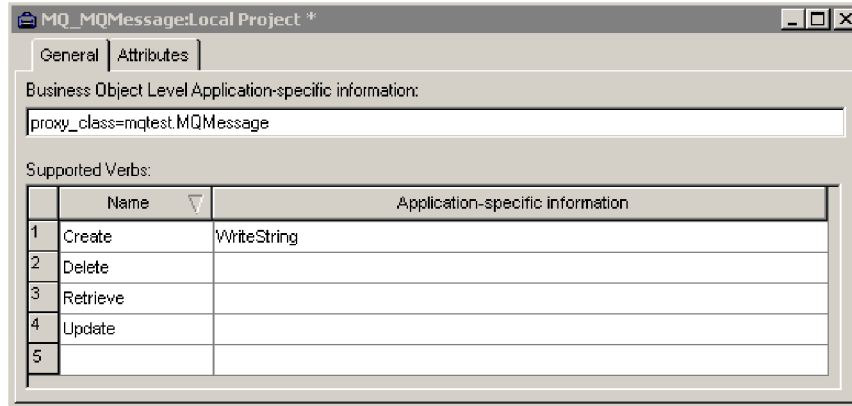 MQ_MQMessage:Local Project *
General Attributes
Business Object Level Application-specific information:
proxy_class=mqtest.MQMessage
Supported Verbs:
Name Application-specific information
1 Create WriteString
2 Delete
3 Retrieve
4 Update
5